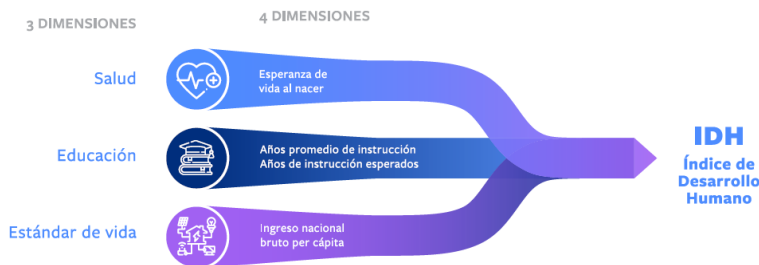 3 DIMENSIONES
4 DIMENSIONES
Salud
Esperanza de
vida al nacer
Educación
Años promedio de instrucción
Años de instrucción esperados
Estándar de vida
Ingreso nacional
bruto per cápita
IDH
Índice de
Desarrollo
Humano